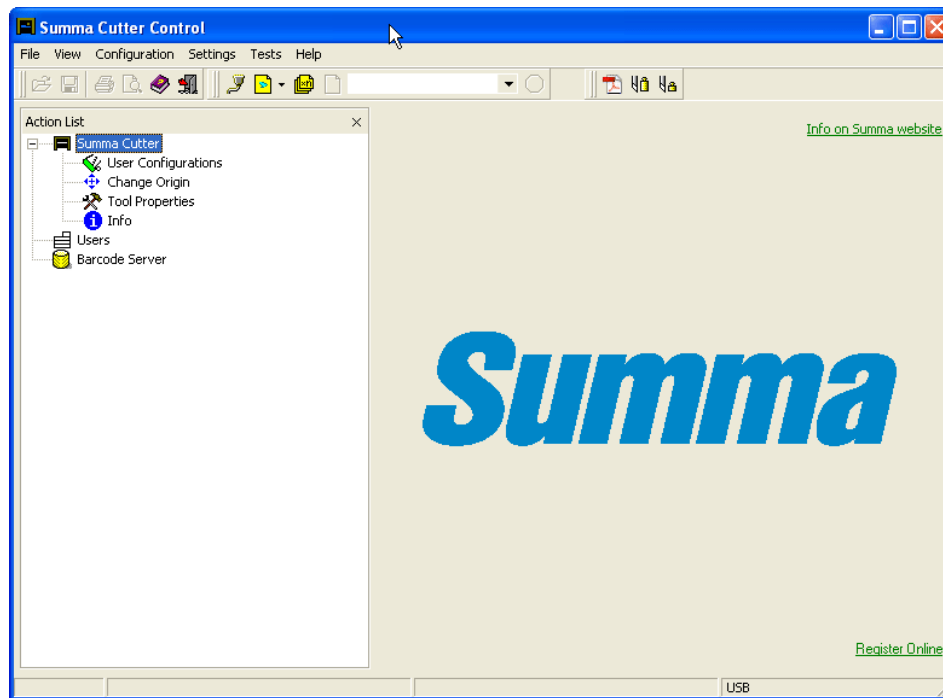 Summa Cutter Control
File View Configuration Settings Tests Help
Action List
Info on Summa website
Summa Cutter
User Configurations
Change Origin
Tool Properties
Info
Users
Barcode Server
Summa
Register Online
USB